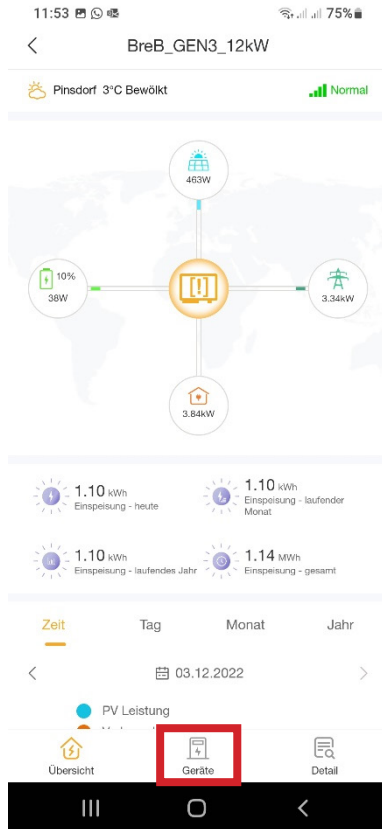 11:53
75%
BreB_GEN3_12kW
Pinsdorf 3°C Bewölkt
Normal
463W
10%
38W
[!]
3.34kW
3.84kW
1.10 kWh
Einspeisung - heute
1.10 kWh
Einspeisung - laufender
Monat
1.10 kWh
Einspeisung - laufendes Jahr
1.14 MWh
Einspeisung - gesamt
Zeit Tag Monat Jahr
03.12.2022
PV Leistung
Übersicht Geräte Detail